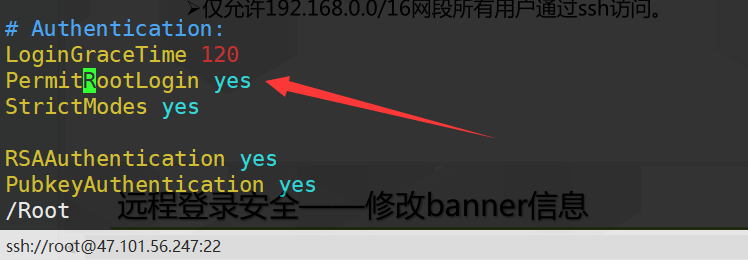 ➢仅允许192.168.0.0/16网段所有用户通过ssh访问。
# Authentication:
LoginGraceTime 120
PermitRootLogin yes
StrictModes yes
RSAAuthentication yes
PubkeyAuthentication yes
/Root
远程登录安全——修改banner信息
ssh://root@47.101.56.247:22